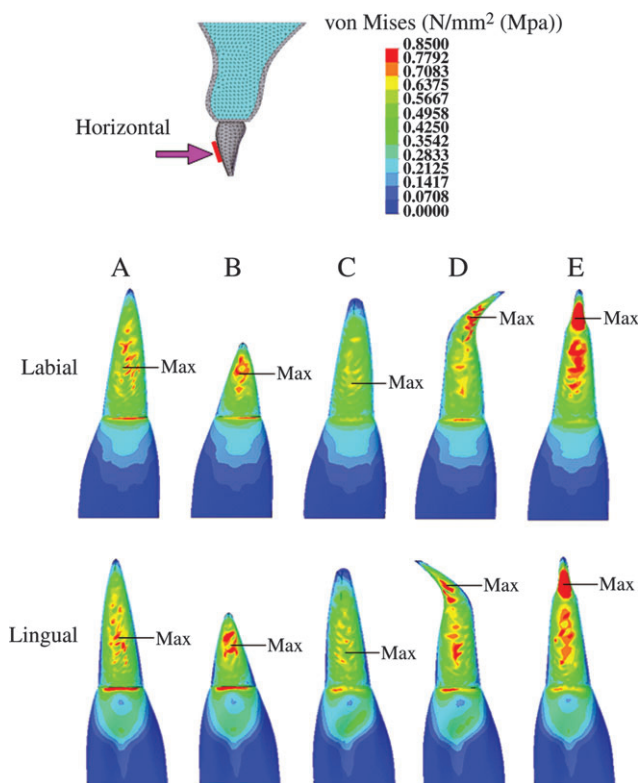 von Mises (N/mm² (Mpa))
0.8500
0.7792
0.7083
0.6375
0.5667
0.4958
0.4250
0.3542
0.2833
0.2125
0.1417
0.0708
0.0000
Horizontal
A B C D E
Labial Max Max Max Max Max
Lingual Max Max Max Max Max